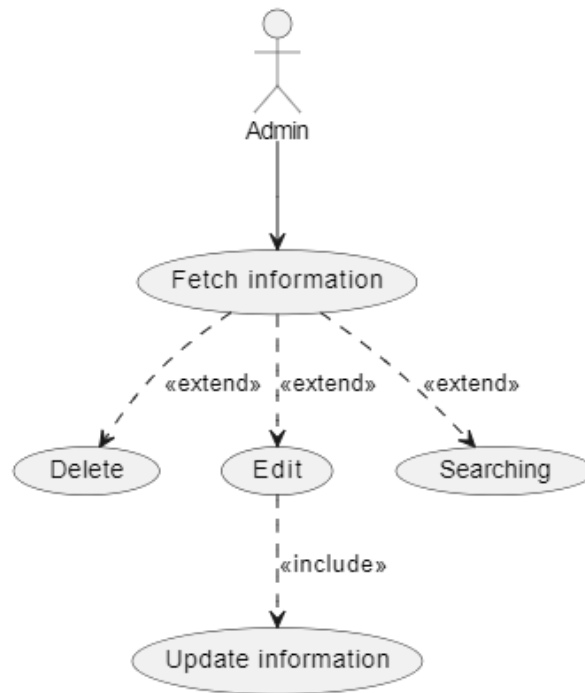 Admin
Fetch information
«extend» «extend» «extend»
Delete Edit Searching
«include»
Update information